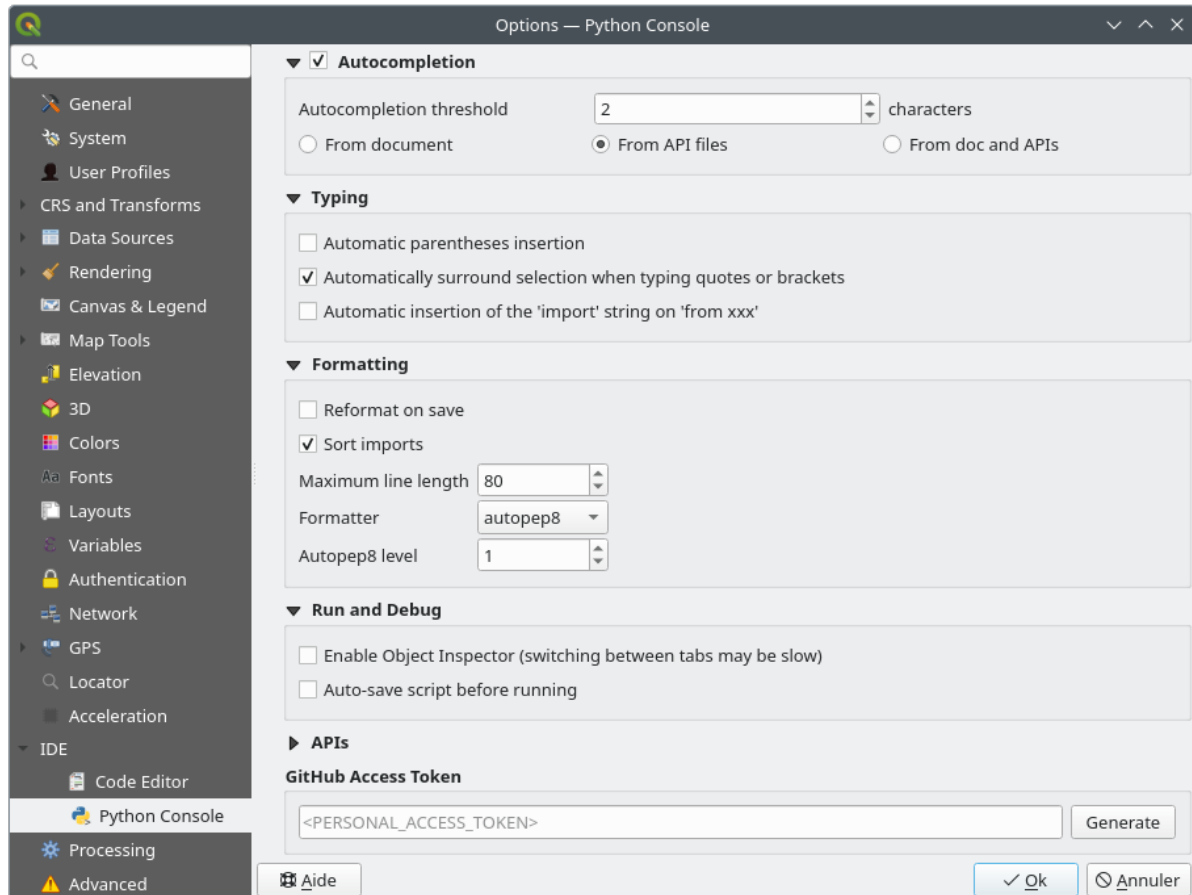 Options — Python Console
General
System
User Profiles
CRS and Transforms
Data Sources
Rendering
Canvas & Legend
Map Tools
Elevation
3D
Colors
Fonts
Layouts
Variables
Authentication
Network
GPS
Locator
Acceleration
IDE
Code Editor
Python Console
Processing
Advanced
Autocompletion
Autocompletion threshold 2 characters
From document From API files From doc and APIs
Typing
Automatic parentheses insertion
Automatically surround selection when typing quotes or brackets
Automatic insertion of the 'import' string on 'from xxx'
Formatting
Reformat on save
Sort imports
Maximum line length 80
Formatter autopep8
Autopep8 level 1
Run and Debug
Enable Object Inspector (switching between tabs may be slow)
Auto-save script before running
APIs
GitHub Access Token
<PERSONAL_ACCESS_TOKEN> Generate
Aide Ok Annuler